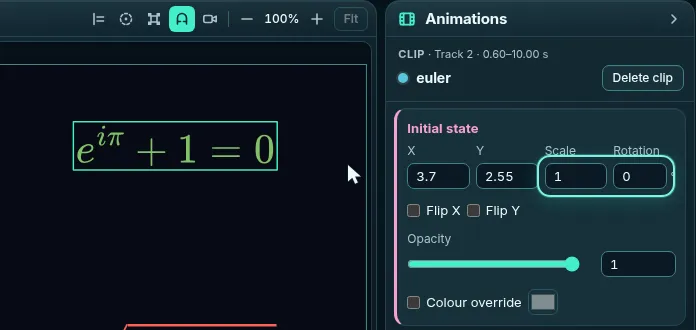 100% Fit
Animations
CLIP · Track 2 · 0.60–10.00 s
euler
Delete clip
e^{iπ} + 1 = 0
Initial state
X Y Scale Rotation
3.7 2.55 1 0 °
Flip X Flip Y
Opacity
1
Colour override